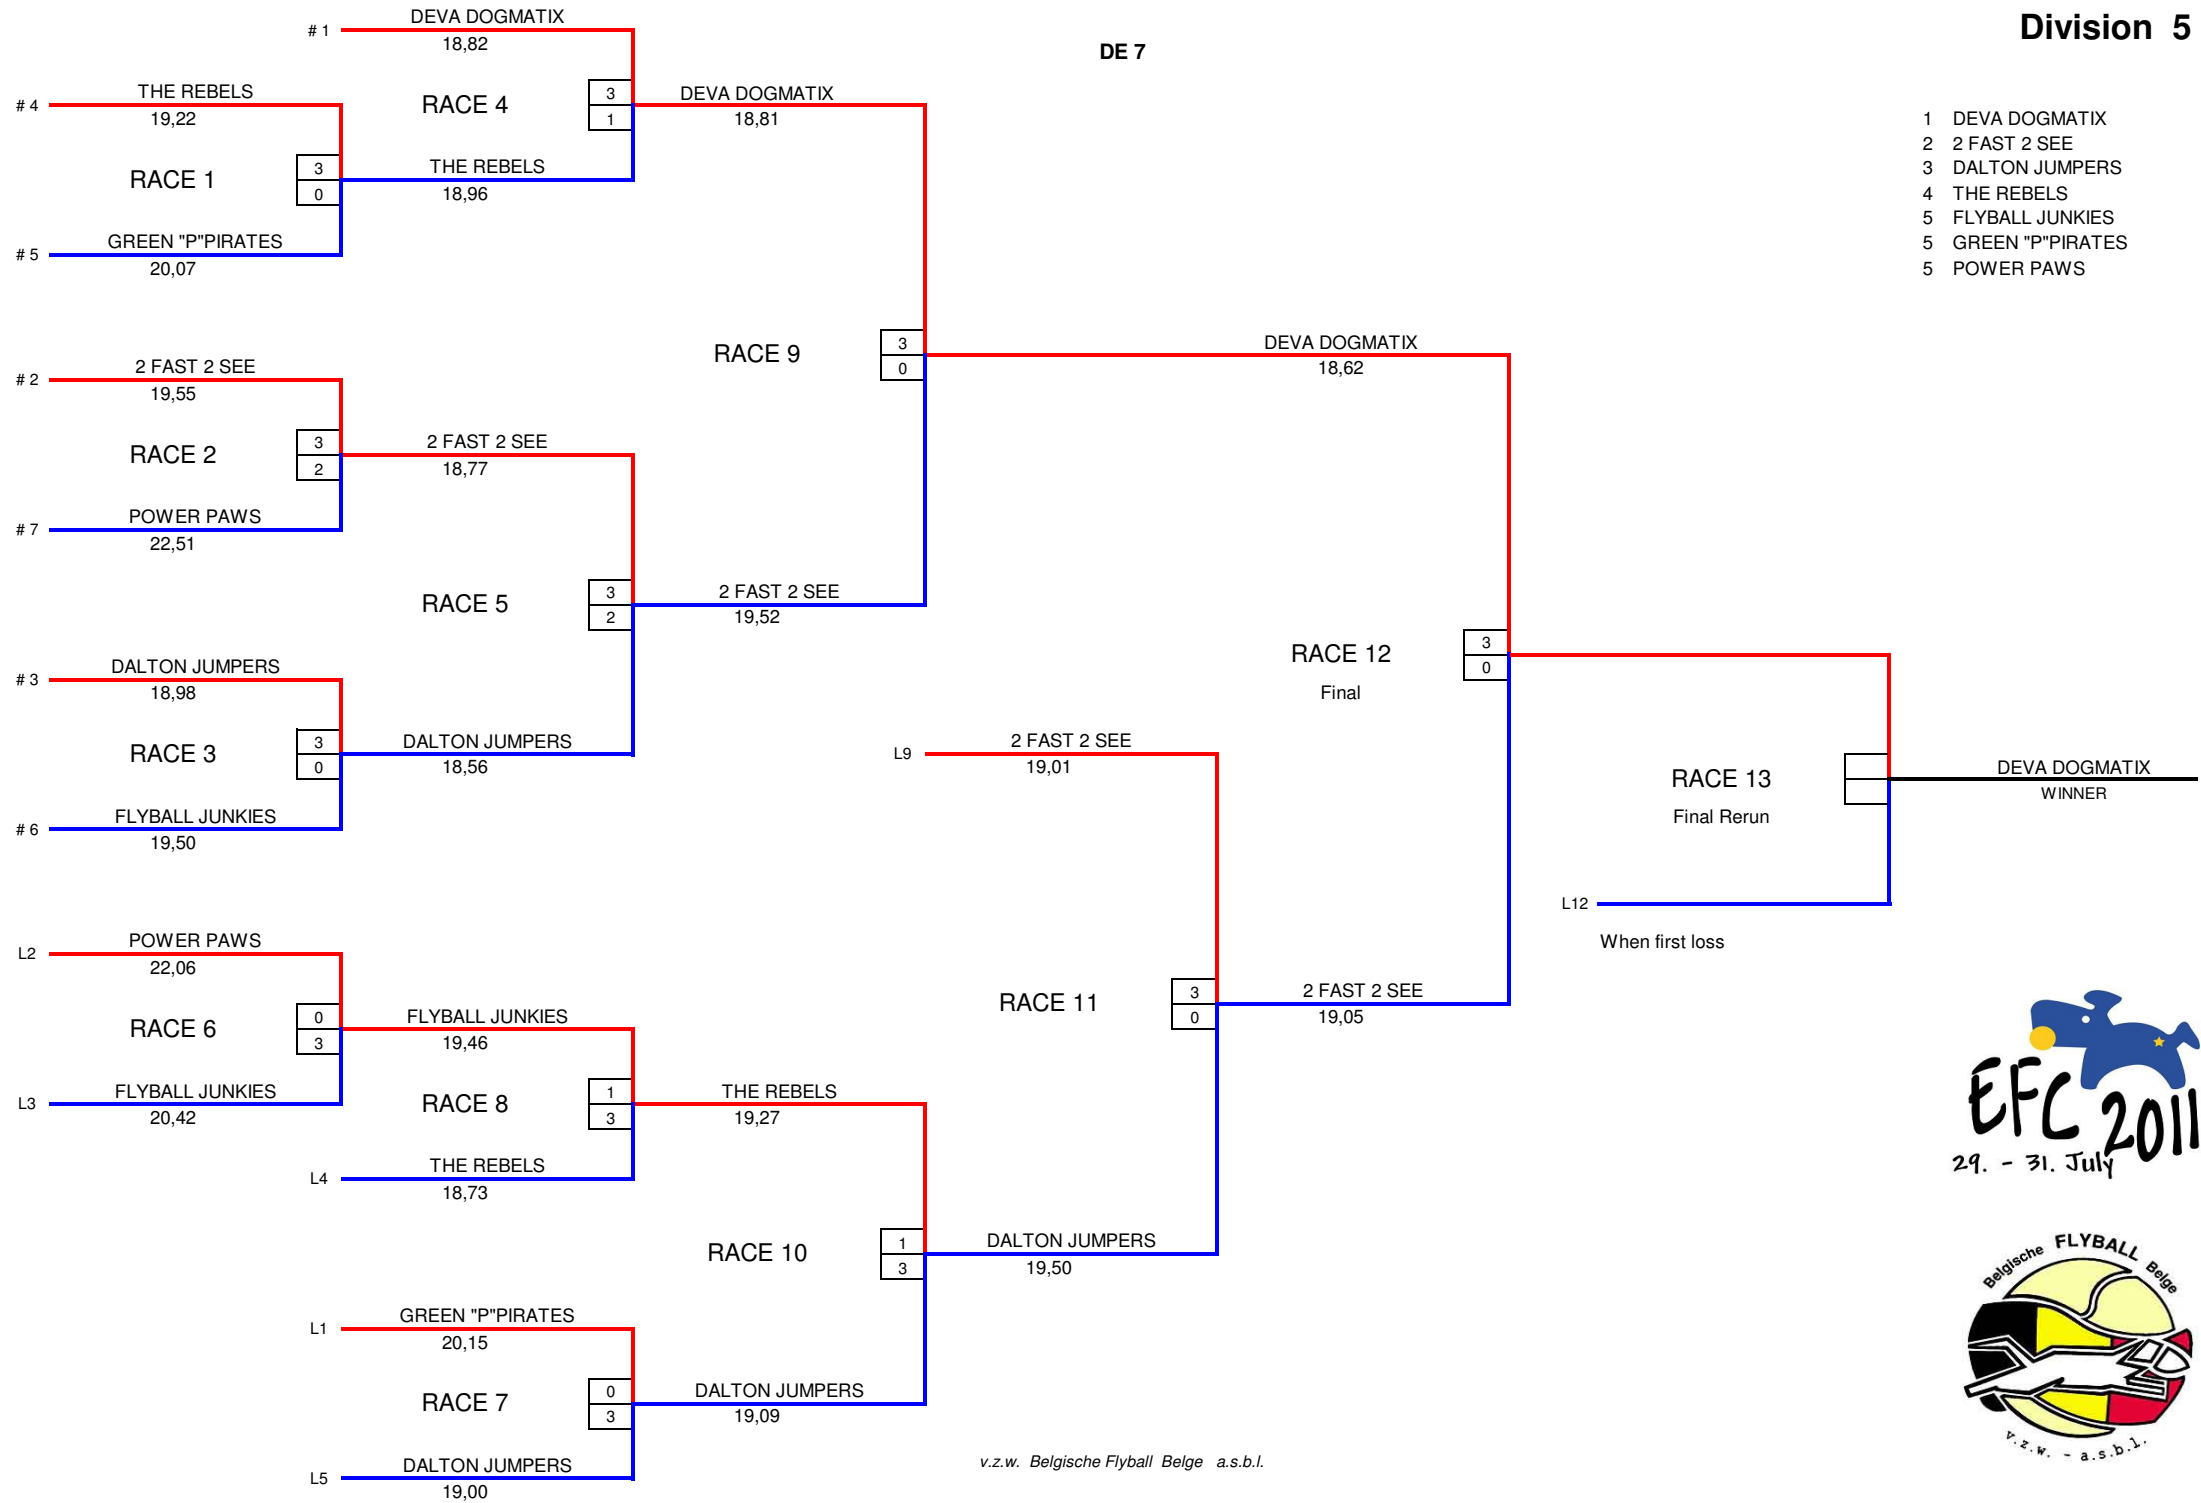 Division 5
DE 7
1 DEVA DOGMATIX
2 2 FAST 2 SEE
3 DALTON JUMPERS
4 THE REBELS
5 FLYBALL JUNKIES
5 GREEN "P"PIRATES
5 POWER PAWS
# 1
DEVA DOGMATIX
18,82
# 4
THE REBELS
19,22
RACE 1
3
0
# 5
GREEN "P"PIRATES
20,07
RACE 4
3
1
THE REBELS
18,96
DEVA DOGMATIX
18,81
# 2
2 FAST 2 SEE
19,55
RACE 2
3
2
# 7
POWER PAWS
22,51
2 FAST 2 SEE
18,77
RACE 5
3
2
# 3
DALTON JUMPERS
18,98
RACE 3
3
0
# 6
FLYBALL JUNKIES
19,50
DALTON JUMPERS
18,56
2 FAST 2 SEE
19,52
RACE 9
3
0
DEVA DOGMATIX
18,62
RACE 12
Final
3
0
L9
2 FAST 2 SEE
19,01
RACE 13
Final Rerun
DEVA DOGMATIX
WINNER
L12
When first loss
L2
POWER PAWS
22,06
RACE 6
0
3
L3
FLYBALL JUNKIES
20,42
FLYBALL JUNKIES
19,46
RACE 8
1
3
L4
THE REBELS
18,73
THE REBELS
19,27
RACE 11
3
0
2 FAST 2 SEE
19,05
RACE 10
1
3
DALTON JUMPERS
19,50
L1
GREEN "P"PIRATES
20,15
RACE 7
0
3
L5
DALTON JUMPERS
19,00
DALTON JUMPERS
19,09
EFC 2011
29. - 31. July
Belgische FLYBALL Belge
v.z.w. - a.s.b.l.
v.z.w. Belgische Flyball Belge a.s.b.l.